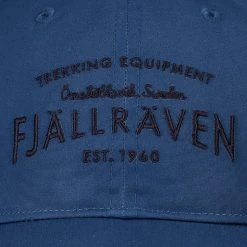 TREKKING EQUIPMENT
Örnsköldsvik Sweden
FJÄLLRÄVEN
EST. 1960